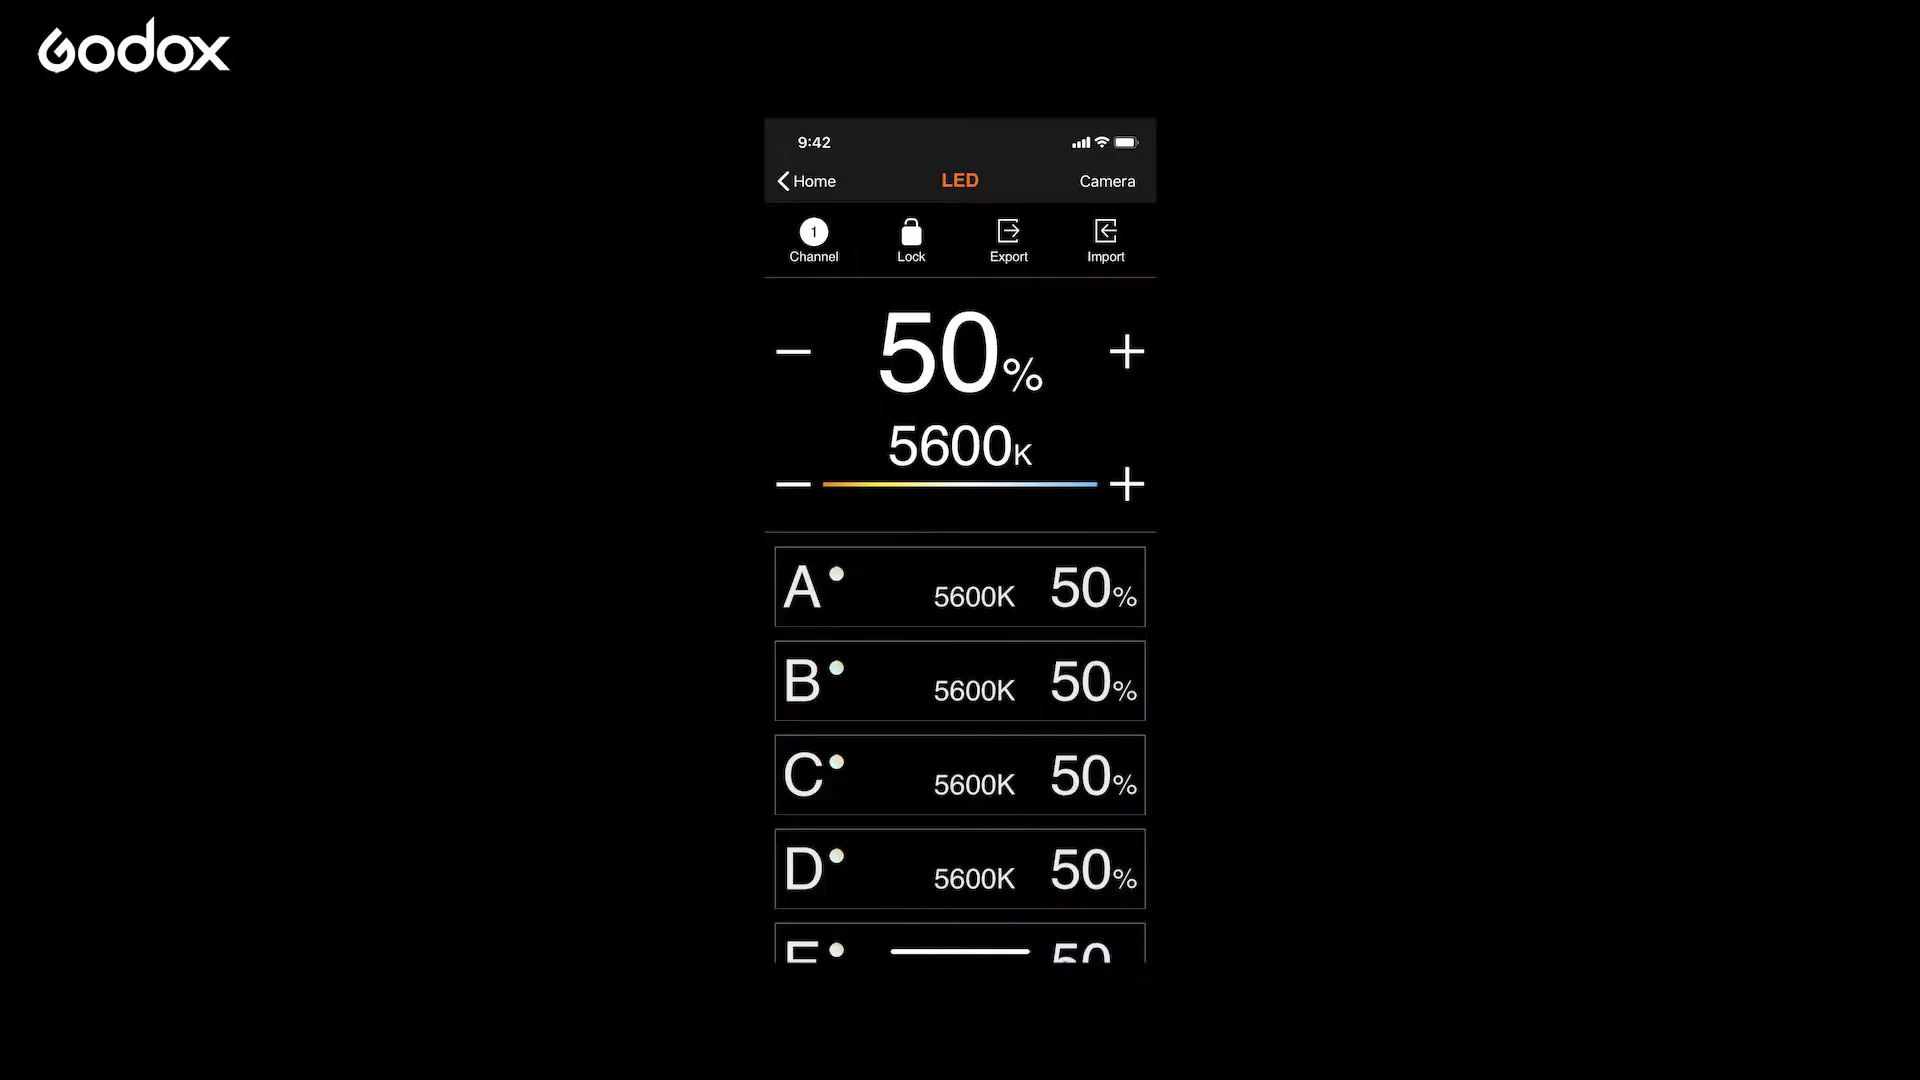 Godox
9:42
Home LED Camera
1
Channel Lock Export Import
50%
5600K
A 5600K 50%
B 5600K 50%
C 5600K 50%
D 5600K 50%
50